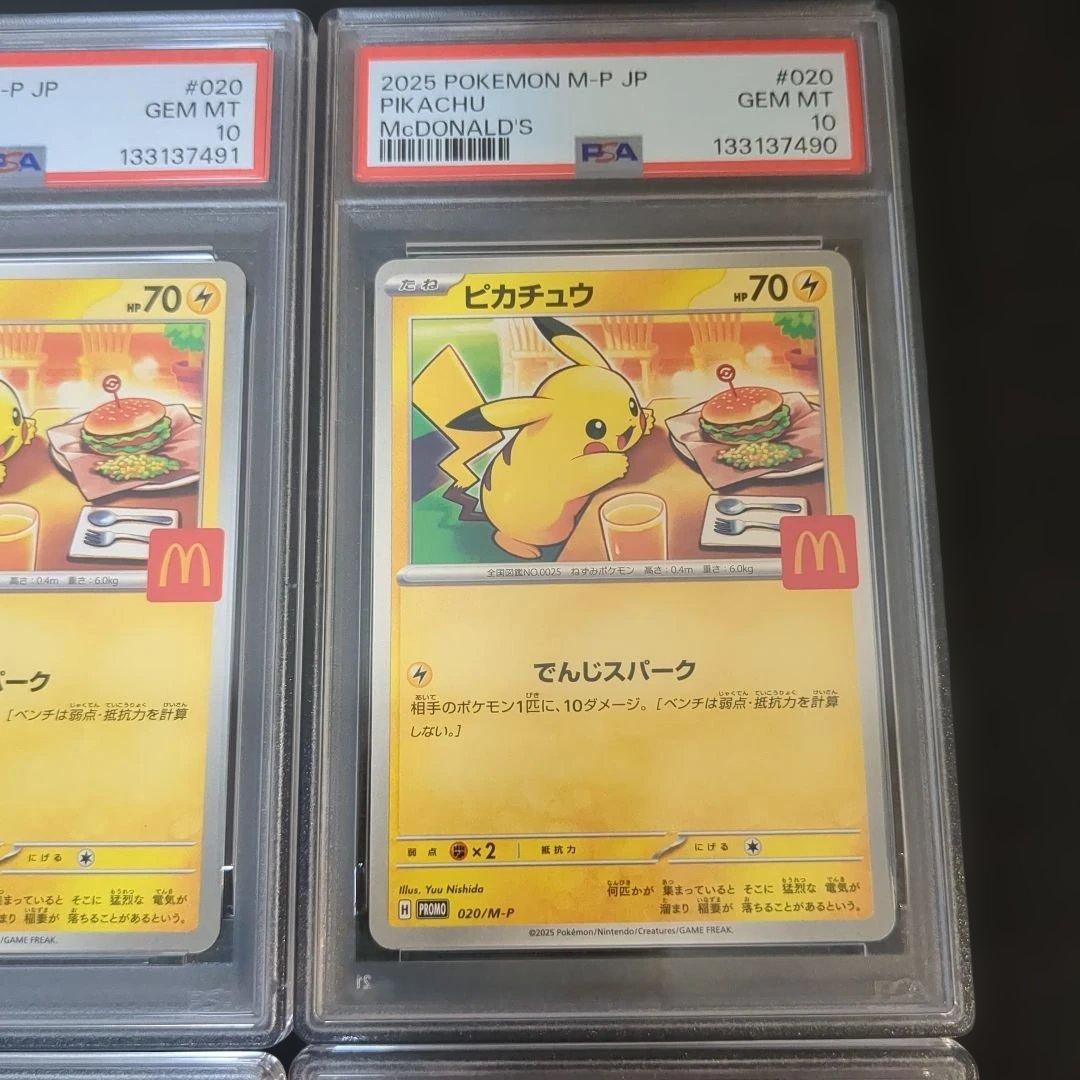 -P JP
#020
GEM MT
10
PSA
133137491
HP70
高さ:0.4m 重さ:6.0kg
パーク
[ベンチは弱点・抵抗力を計算
にげる
集まっていると そこに 猛烈な 電気が
稲妻が 落ちることがあるという。
/GAME FREAK.
2025 POKEMON M-P JP
#020
PIKACHU
GEM MT
McDONALD'S
10
PSA
133137490
たね
ピカチュウ
HP70
全国図鑑NO.0025 ねずみポケモン 高さ:0.4m 重さ:6.0kg
でんじスパーク
相手のポケモン1匹に、10ダメージ。[ベンチは弱点・抵抗力を計算
しない。]
弱点 ×2 抵抗力 にげる
Illus. Yuu Nishida
何匹かが 集まっていると そこに 猛烈な 電気が
溜まり 稲妻が 落ちることがあるという。
H PROMO 020/M-P
©2025 Pokémon/Nintendo/Creatures/GAME FREAK.